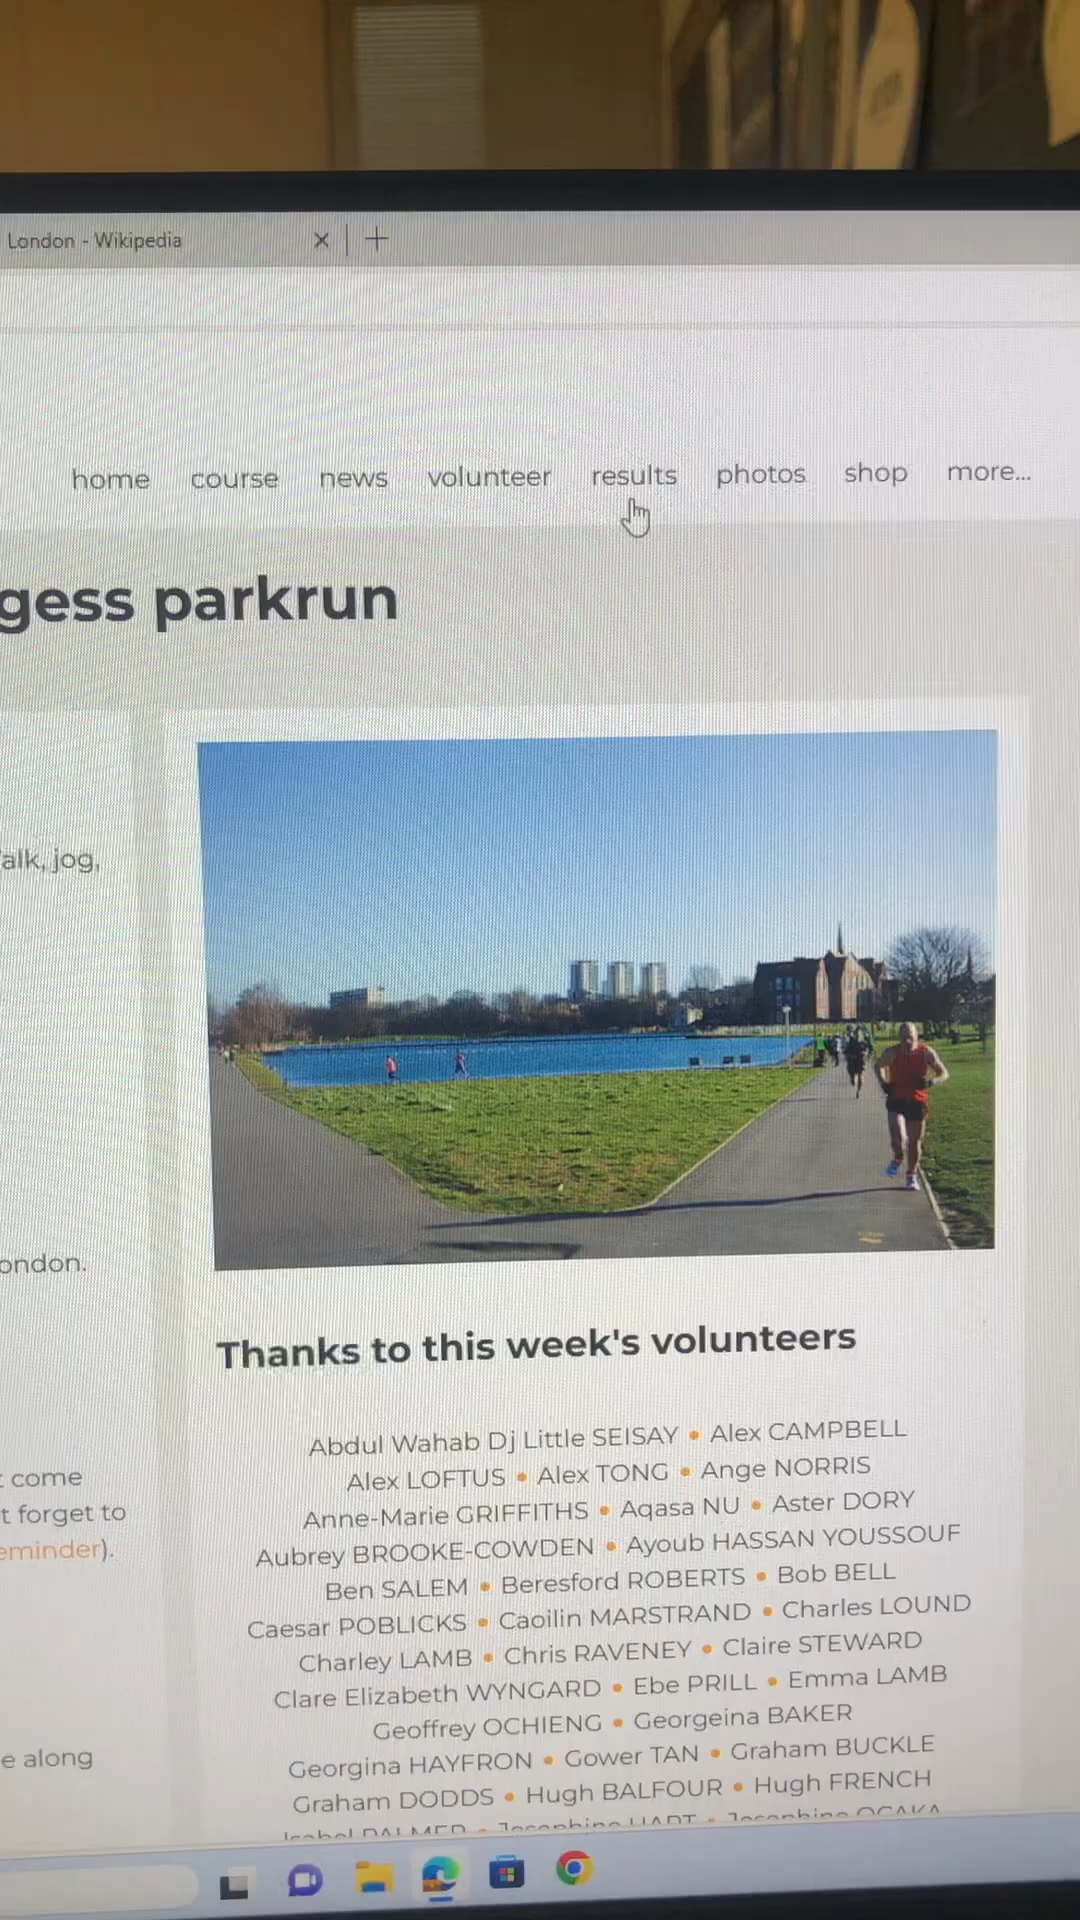 London - Wikipedia
home course news volunteer results photos shop more...
gess parkrun
alk, jog,
ondon.
come
t forget to
eminder).
e along
Thanks to this week's volunteers
Abdul Wahab Dj Little SEISAY • Alex CAMPBELL
Alex LOFTUS • Alex TONG • Ange NORRIS
Anne-Marie GRIFFITHS • Aqasa NU • Aster DORY
Aubrey BROOKE-COWDEN • Ayoub HASSAN YOUSSOUF
Ben SALEM • Beresford ROBERTS • Bob BELL
Caesar POBLICKS • Caoilin MARSTRAND • Charles LOUND
Charley LAMB • Chris RAVENEY • Claire STEWARD
Clare Elizabeth WYNGARD • Ebe PRILL • Emma LAMB
Geoffrey OCHIENG • Georgeina BAKER
Georgina HAYFRON • Gower TAN • Graham BUCKLE
Graham DODDS • Hugh BALFOUR • Hugh FRENCH